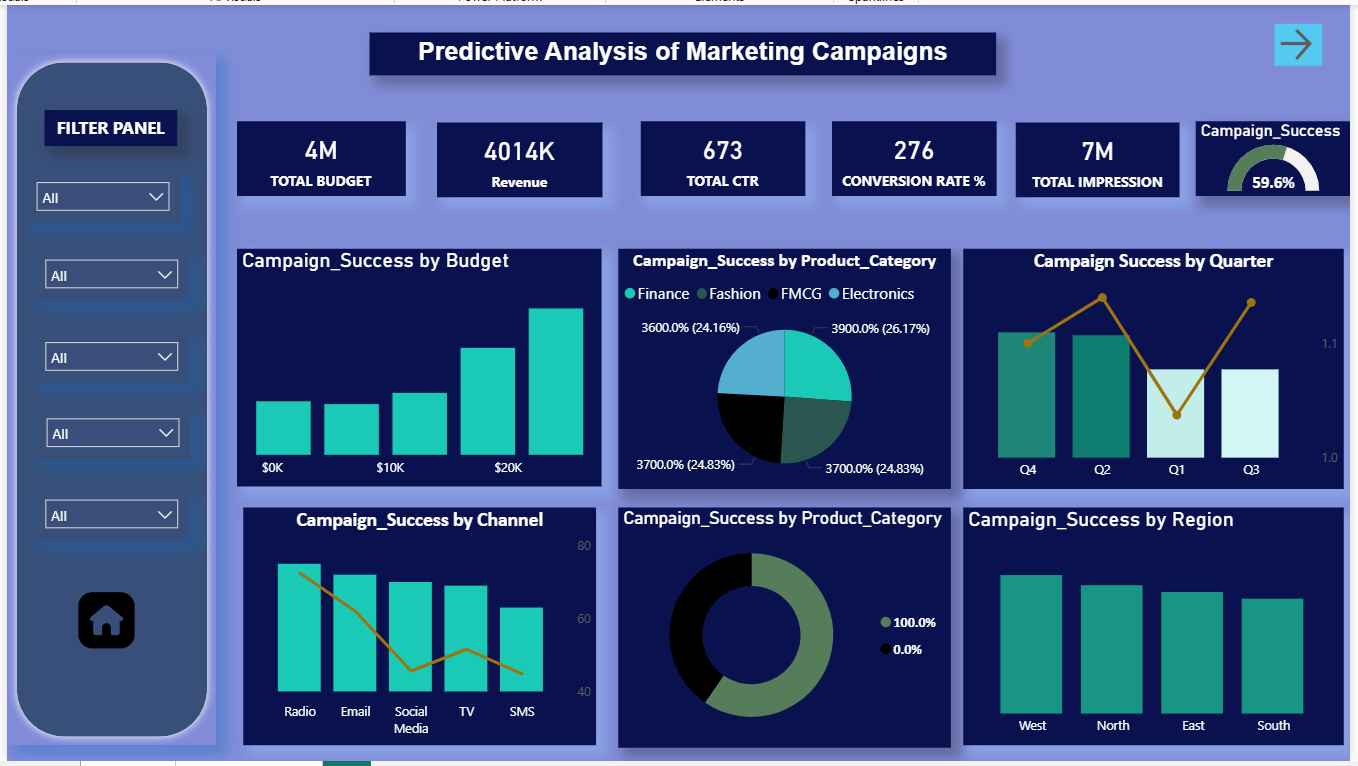 Predictive Analysis of Marketing Campaigns
FILTER PANEL
All
All
All
All
All
4M
TOTAL BUDGET
4014K
Revenue
673
TOTAL CTR
276
CONVERSION RATE %
7M
TOTAL IMPRESSION
Campaign_Success
59.6%
Campaign_Success by Budget
$0K
$10K
$20K
Campaign_Success by Product_Category
Finance
Fashion
FMCG
Electronics
3600.0% (24.16%)
3900.0% (26.17%)
3700.0% (24.83%)
3700.0% (24.83%)
Campaign Success by Quarter
1.1
1.0
Q4
Q2
Q1
Q3
Campaign_Success by Channel
80
60
40
Radio
Email
Social
Media
TV
SMS
Campaign_Success by Product_Category
100.0%
0.0%
Campaign_Success by Region
West
North
East
South